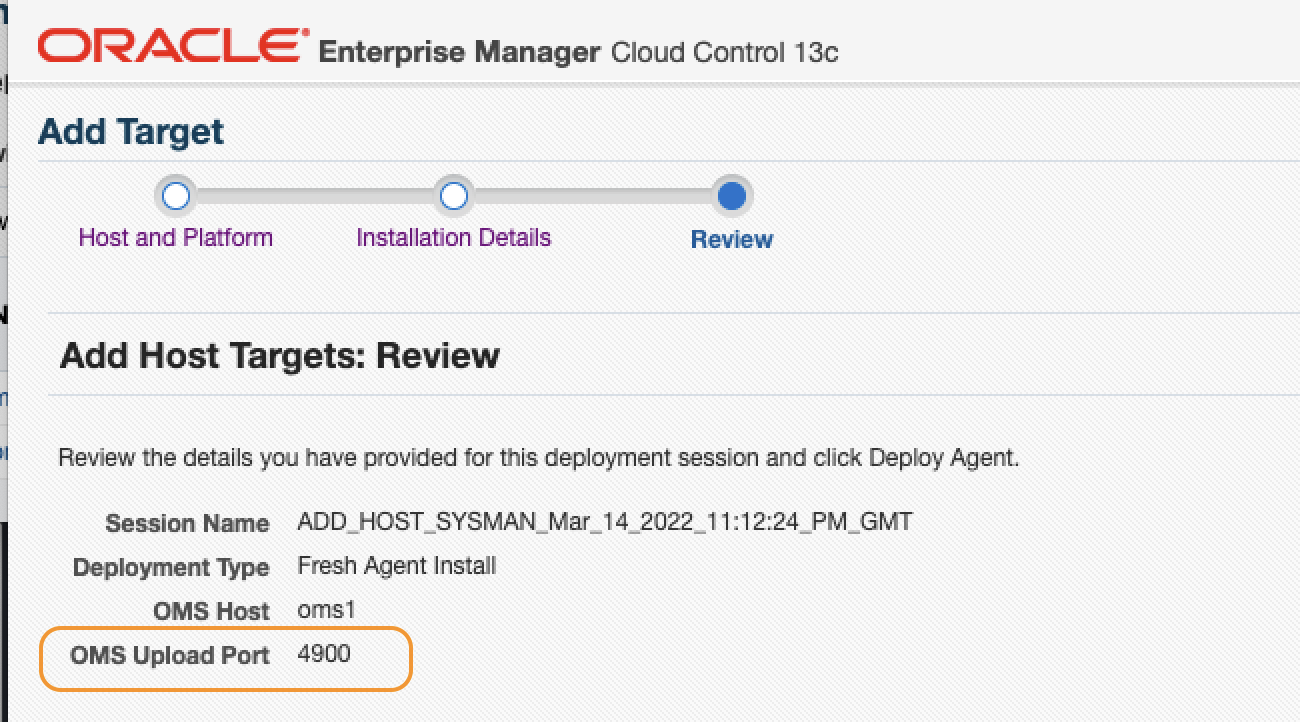 ORACLE® Enterprise Manager Cloud Control 13c
Add Target
Host and Platform Installation Details Review
Add Host Targets: Review
Review the details you have provided for this deployment session and click Deploy Agent.
Session Name ADD_HOST_SYSMAN_Mar_14_2022_11:12:24_PM_GMT
Deployment Type Fresh Agent Install
OMS Host oms1
OMS Upload Port 4900